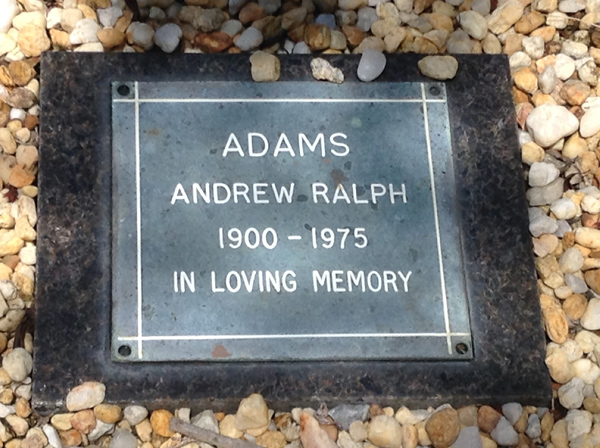 ADAMS
ANDREW RALPH
1900 - 1975
IN LOVING MEMORY